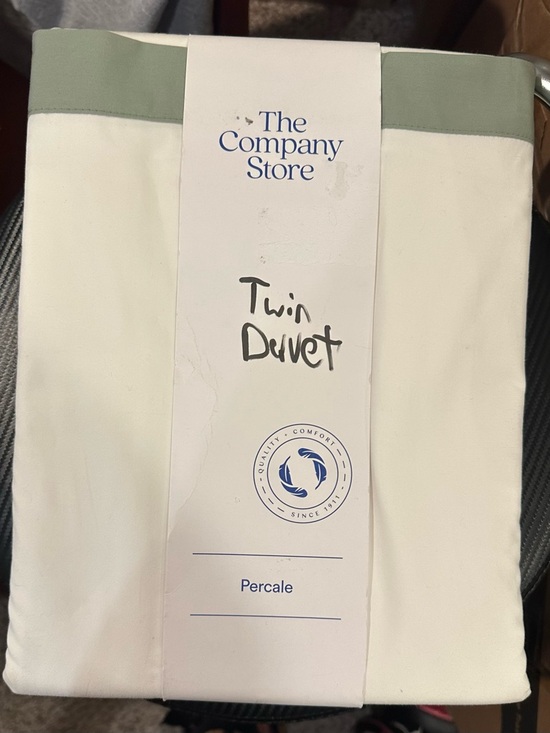 The
Company
Store
Twin
Duvet
QUALITY - COMFORT
SINCE 1911
Percale